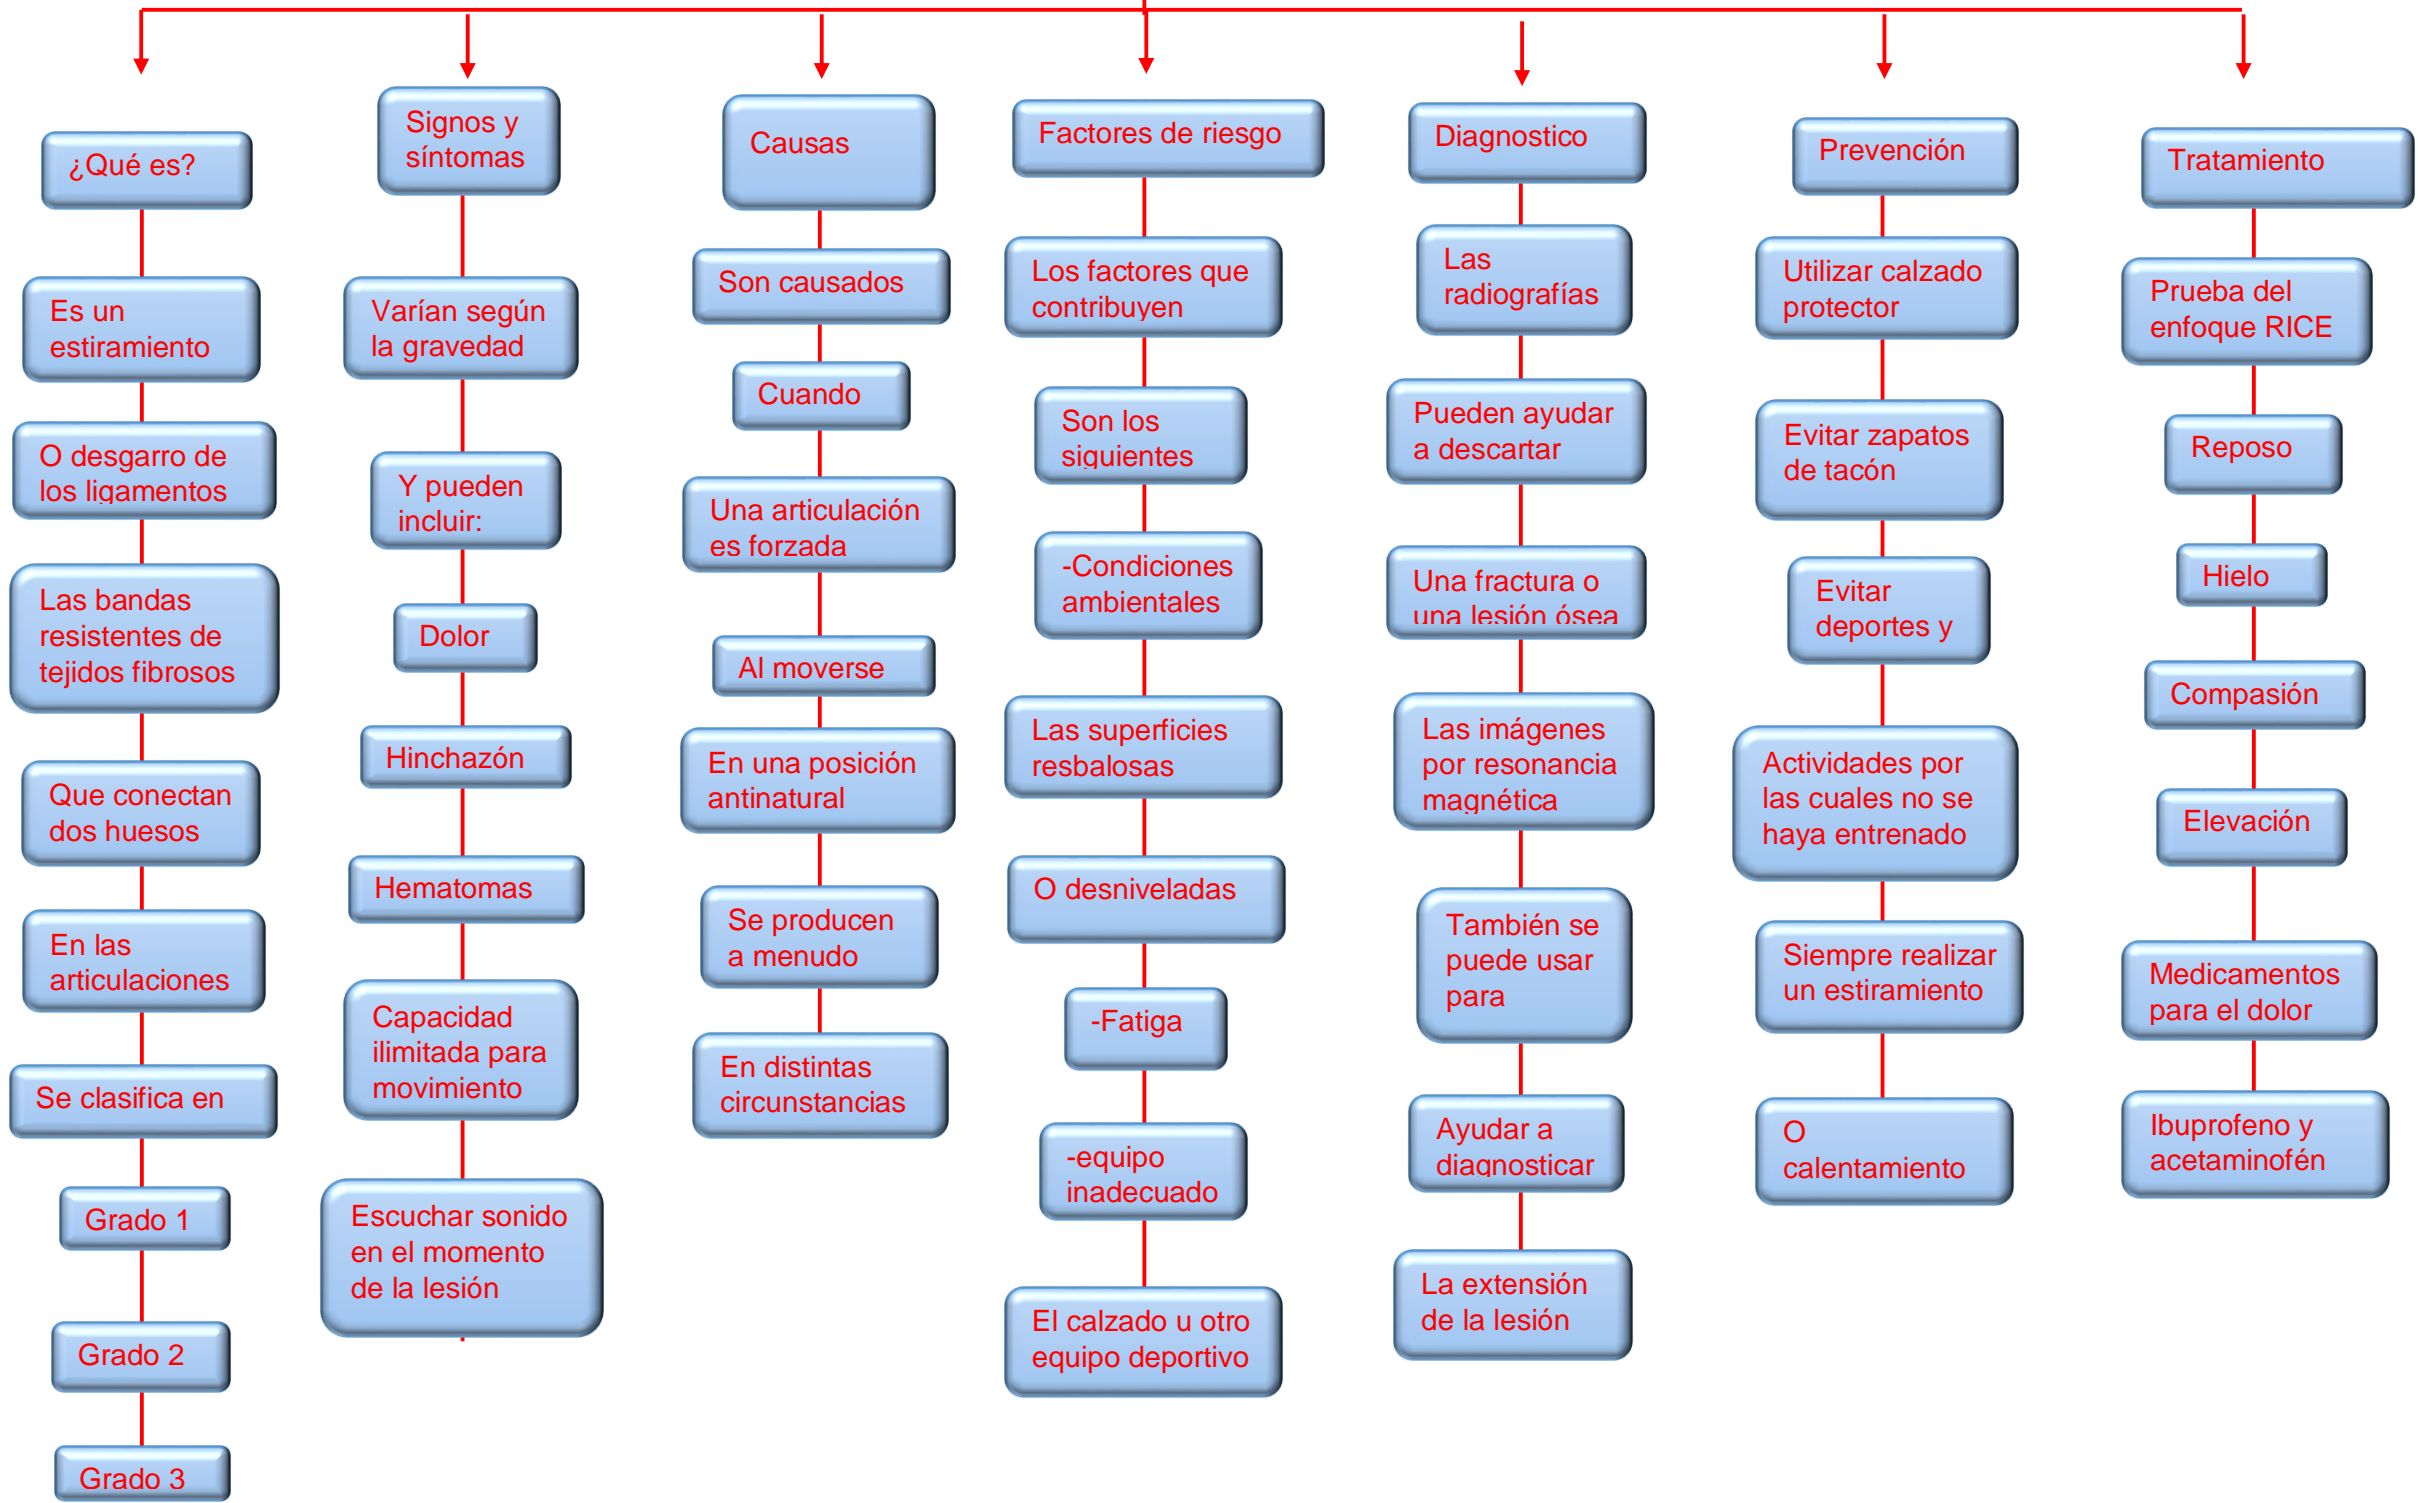 ¿Qué es?
Es un
estiramiento
O desgarro de
los ligamentos
Las bandas
resistentes de
tejidos fibrosos
Que conectan
dos huesos
En las
articulaciones
Se clasifica en
Grado 1
Grado 2
Grado 3
Signos y
síntomas
Varían según
la gravedad
Y pueden
incluir:
Dolor
Hinchazón
Hematomas
Capacidad
ilimitada para
movimiento
Escuchar sonido
en el momento
de la lesión
Causas
Son causados
Cuando
Una articulación
es forzada
Al moverse
En una posición
antinatural
Se producen
a menudo
En distintas
circunstancias
Factores de riesgo
Los factores que
contribuyen
Son los
siguientes
-Condiciones
ambientales
Las superficies
resbalosas
O desniveladas
-Fatiga
-equipo
inadecuado
El calzado u otro
equipo deportivo
Diagnostico
Las
radiografías
Pueden ayudar
a descartar
Una fractura o
una lesión ósea
Las imágenes
por resonancia
magnética
También se
puede usar
para
Ayudar a
diagnosticar
La extensión
de la lesión
Prevención
Utilizar calzado
protector
Evitar zapatos
de tacón
Evitar
deportes y
Actividades por
las cuales no se
haya entrenado
Siempre realizar
un estiramiento
O
calentamiento
Tratamiento
Prueba del
enfoque RICE
Reposo
Hielo
Compasión
Elevación
Medicamentos
para el dolor
Ibuprofeno y
acetaminofén